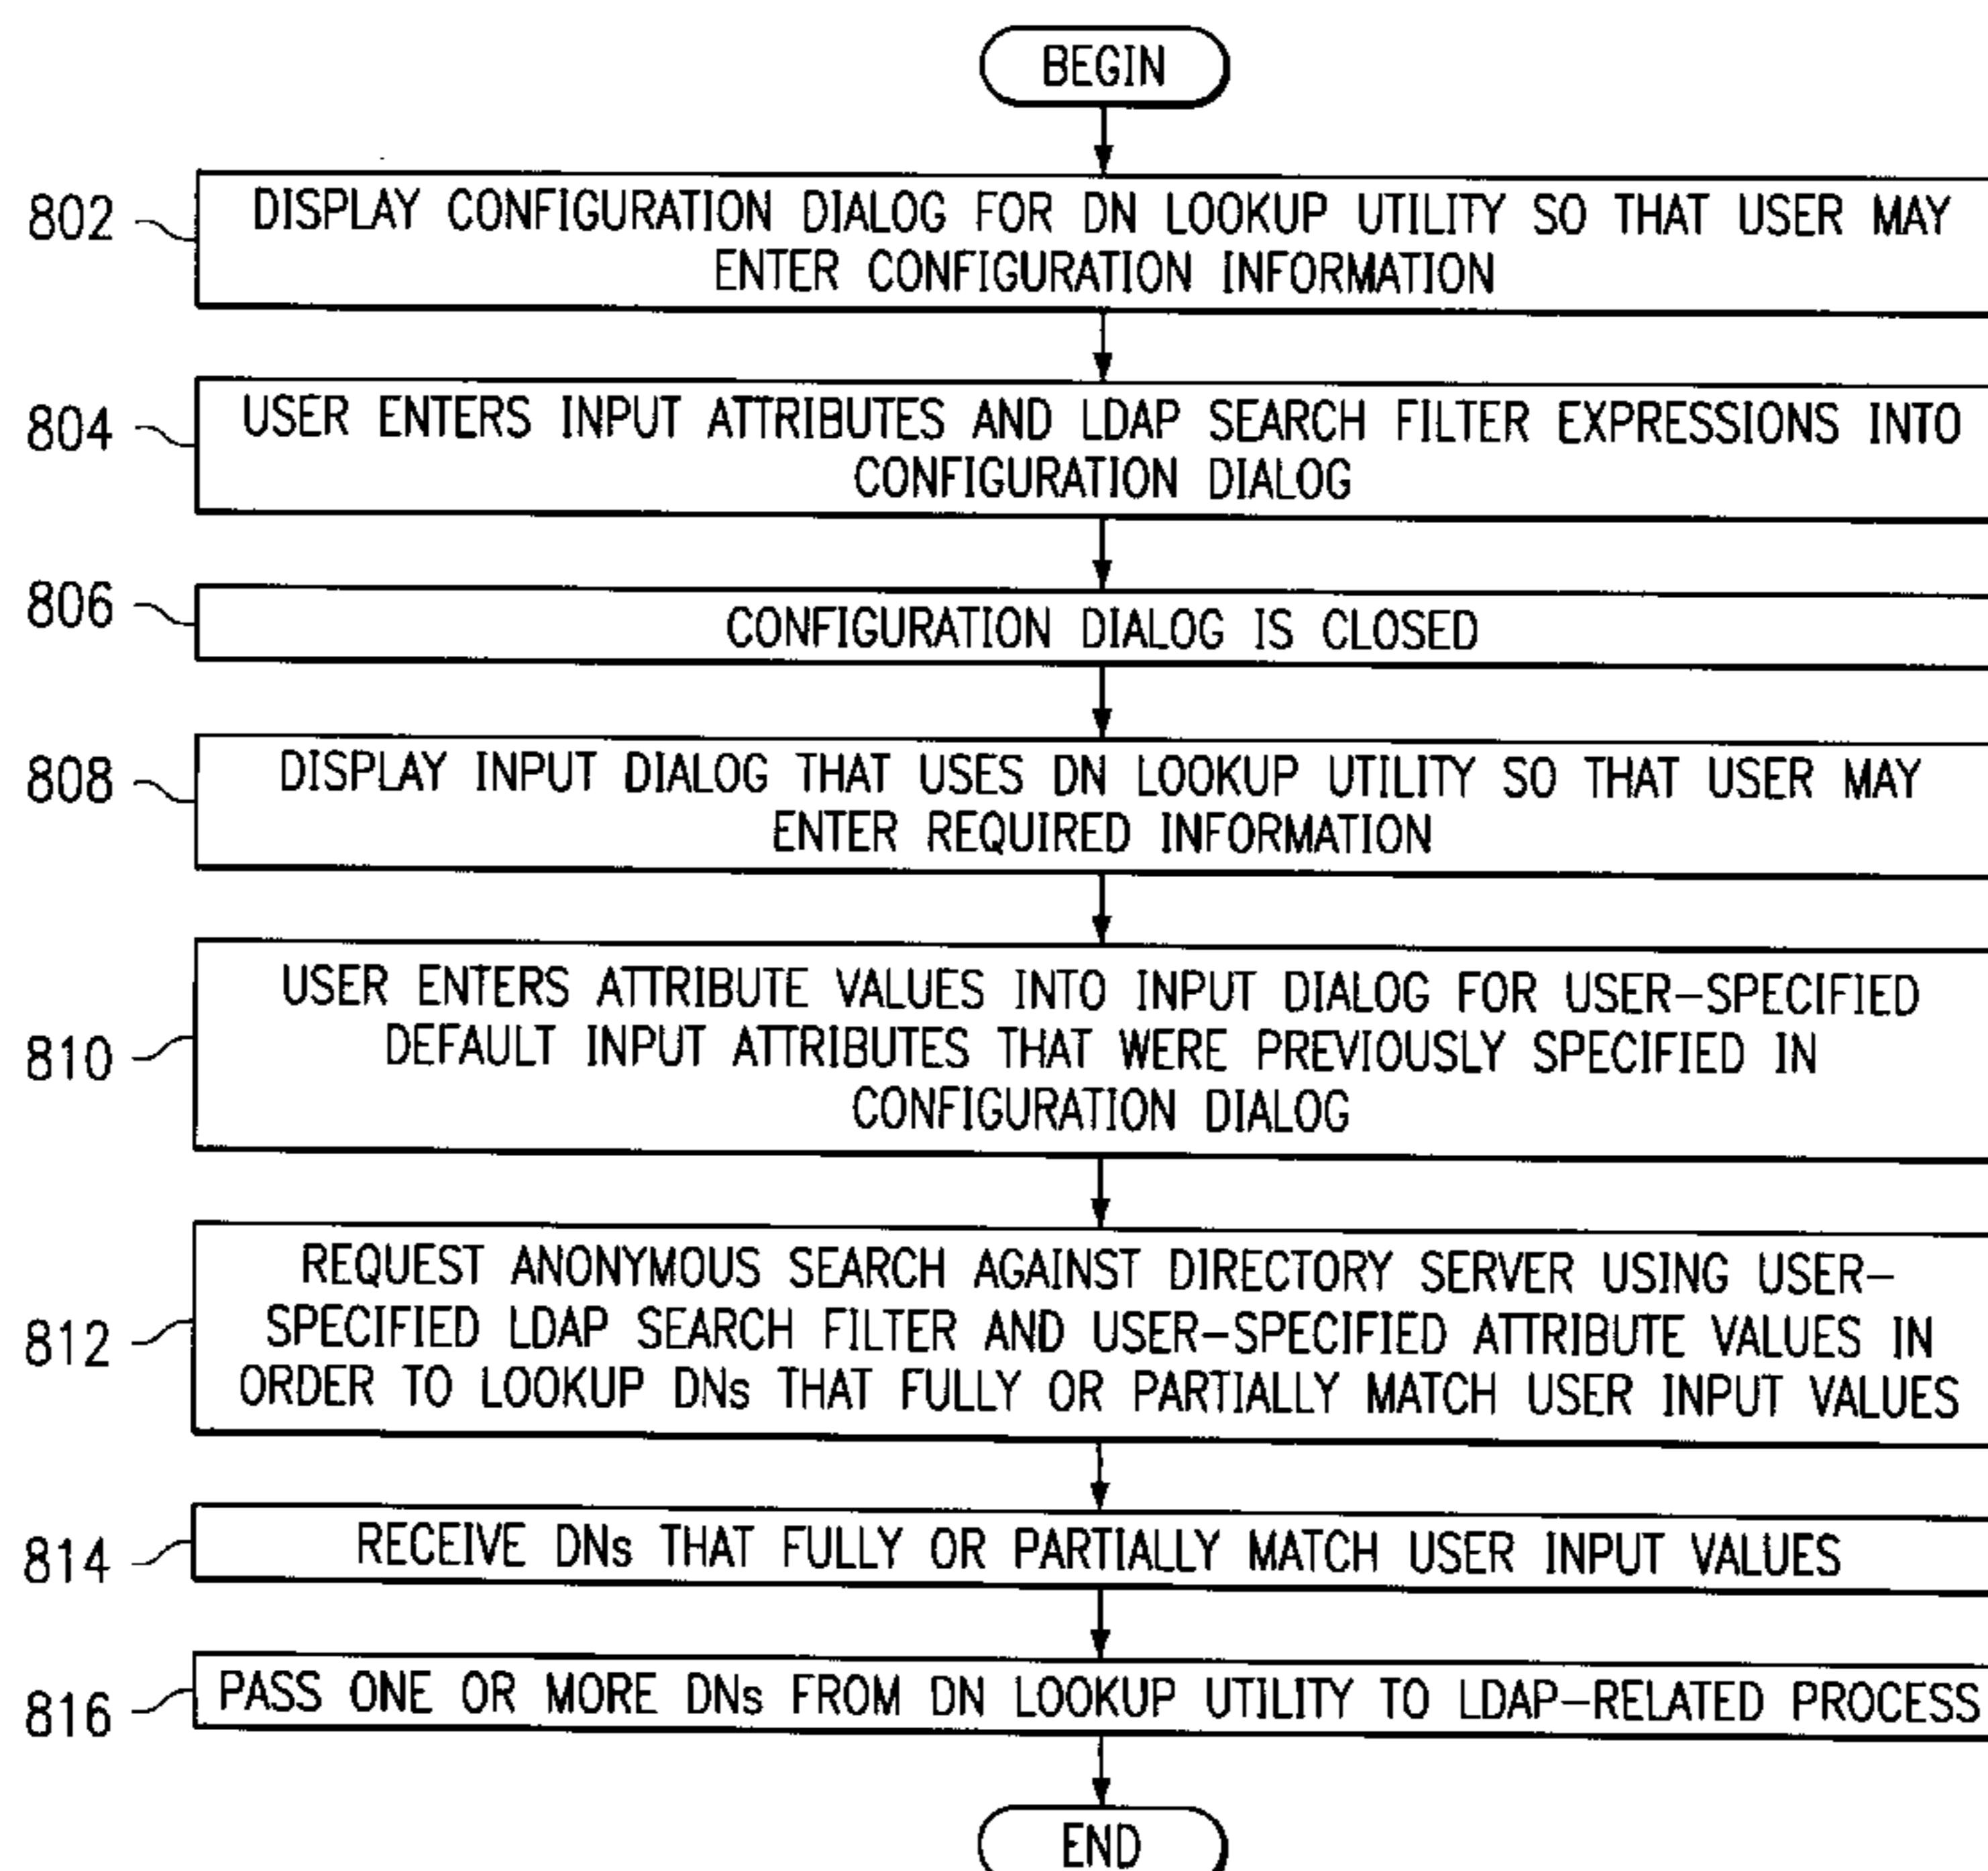 BEGIN
802
DISPLAY CONFIGURATION DIALOG FOR DN LOOKUP UTILITY SO THAT USER MAY
ENTER CONFIGURATION INFORMATION
804
USER ENTERS INPUT ATTRIBUTES AND LDAP SEARCH FILTER EXPRESSIONS INTO
CONFIGURATION DIALOG
806
CONFIGURATION DIALOG IS CLOSED
808
DISPLAY INPUT DIALOG THAT USES DN LOOKUP UTILITY SO THAT USER MAY
ENTER REQUIRED INFORMATION
810
USER ENTERS ATTRIBUTE VALUES INTO INPUT DIALOG FOR USER-SPECIFIED
DEFAULT INPUT ATTRIBUTES THAT WERE PREVIOUSLY SPECIFIED IN
CONFIGURATION DIALOG
812
REQUEST ANONYMOUS SEARCH AGAINST DIRECTORY SERVER USING USER-
SPECIFIED LDAP SEARCH FILTER AND USER-SPECIFIED ATTRIBUTE VALUES IN
ORDER TO LOOKUP DNs THAT FULLY OR PARTIALLY MATCH USER INPUT VALUES
814
RECEIVE DNs THAT FULLY OR PARTIALLY MATCH USER INPUT VALUES
816
PASS ONE OR MORE DNs FROM DN LOOKUP UTILITY TO LDAP-RELATED PROCESS
END